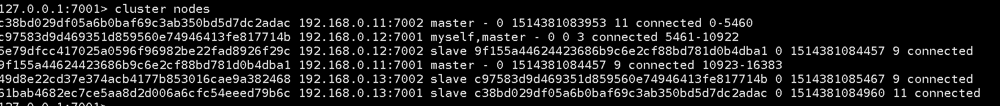 127.0.0.1:7001> cluster nodes
c38bd029df05a6b0baf69c3ab350bd5d7dc2adac 192.168.0.11:7002 master - 0 1514381083953 11 connected 0-5460
c97583d9d469351d859560e74946413fe817714b 192.168.0.12:7001 myself,master - 0 0 3 connected 5461-10922
5e79dfcc417025a0596f96982be22fad8926f29c 192.168.0.12:7002 slave 9f155a44624423686b9c6e2cf88bd781d0b4dba1 0 1514381084457 9 connected
9f155a44624423686b9c6e2cf88bd781d0b4dba1 192.168.0.11:7001 master - 0 1514381084457 9 connected 10923-16383
49d8e22cd37e374acb4177b853016cae9a382468 192.168.0.13:7002 slave c97583d9d469351d859560e74946413fe817714b 0 1514381085467 9 connected
61bab4682ec7ce5aa8d2d006a6cfc54eeed79b6c 192.168.0.13:7001 slave c38bd029df05a6b0baf69c3ab350bd5d7dc2adac 0 1514381084960 11 connected
127.0.0.1:7001>